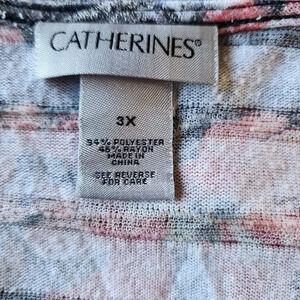 CATHERINES®
3X
54% POLYESTER
46% RAYON
MADE IN
CHINA
SEE REVERSE
FOR CARE